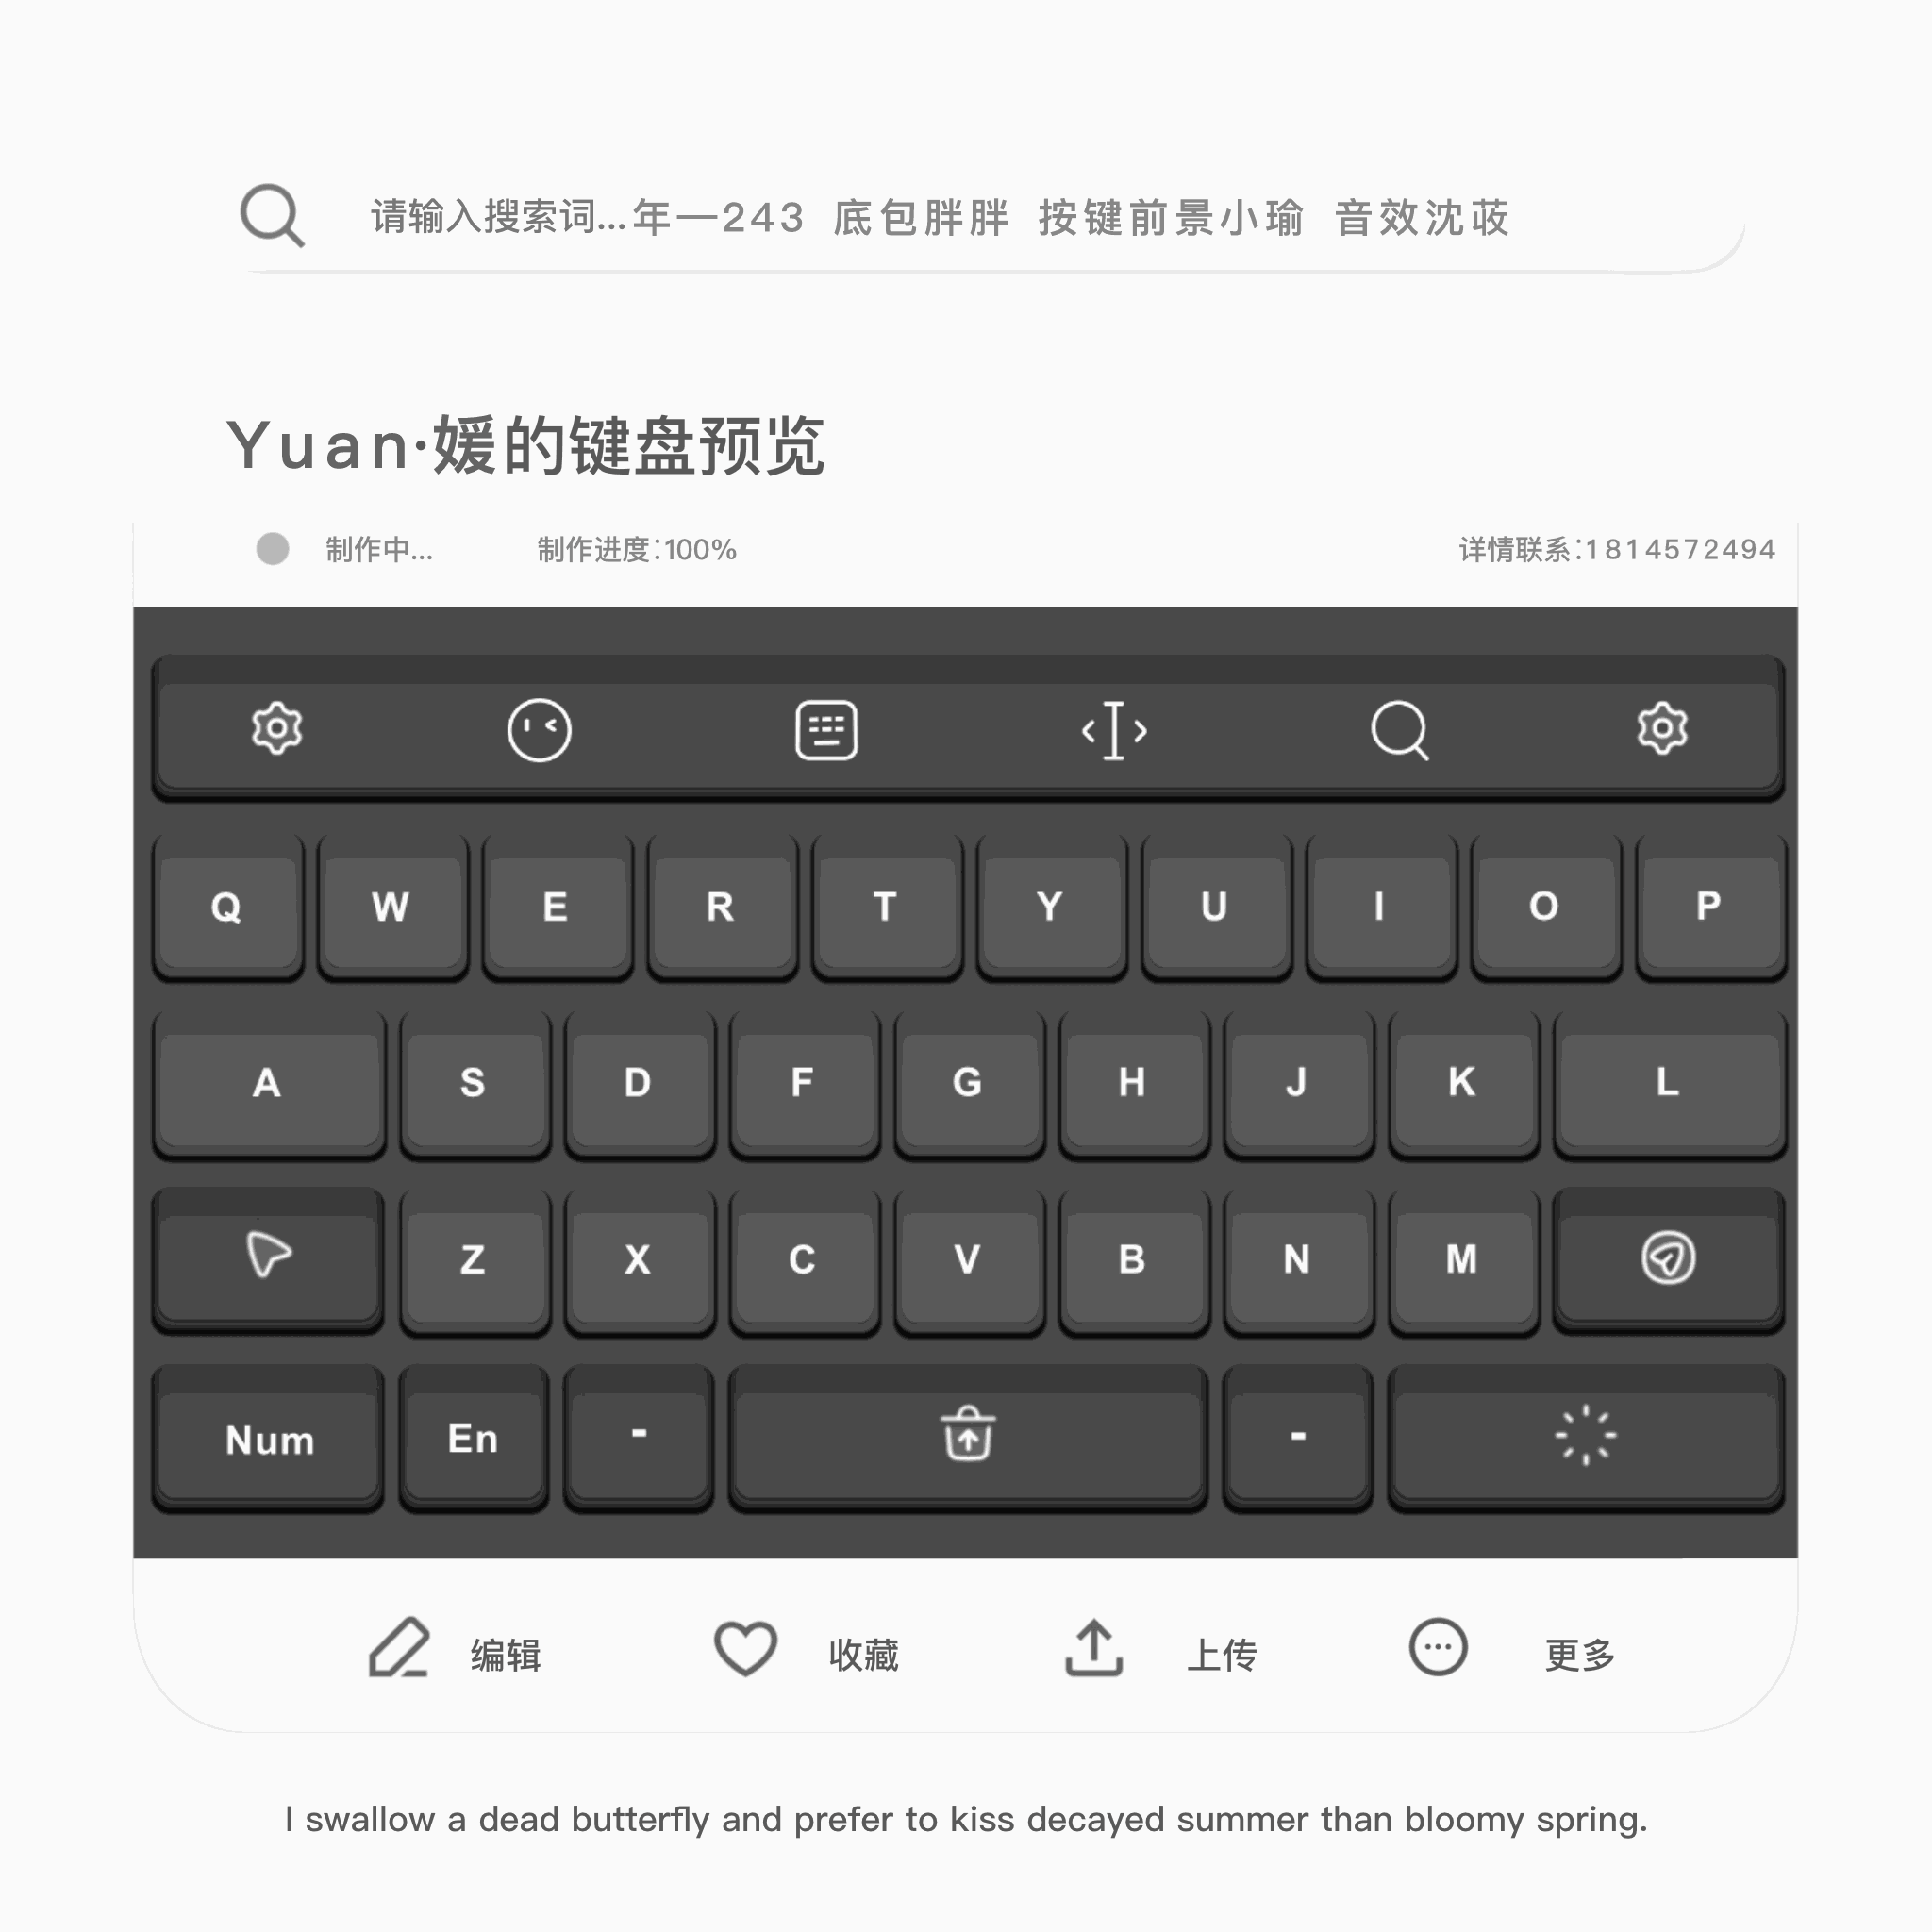 请输入搜索词...年—243 底包胖胖 按键前景小瑜 音效沈荍
Yuan·媛的键盘预览
制作中... 制作进度:100% 详情联系:1814572494
Q W E R T Y U I O P
A S D F G H J K L
Z X C V B N M
Num En - -
编辑 收藏 上传 更多
I swallow a dead butterfly and prefer to kiss decayed summer than bloomy spring.